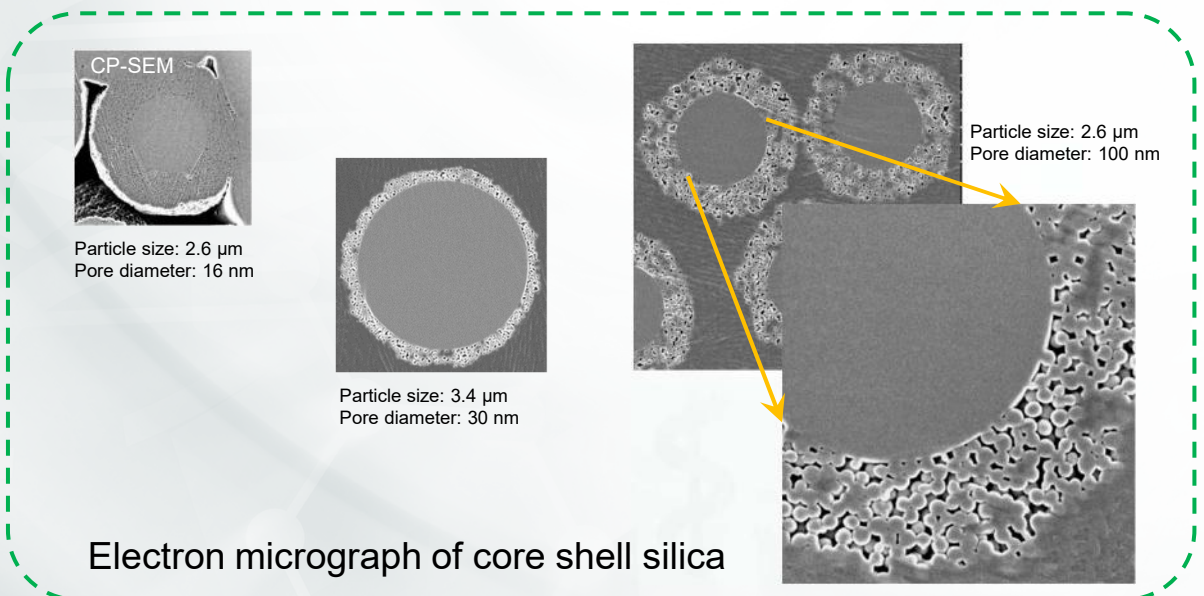 CP-SEM
Particle size: 2.6 µm
Pore diameter: 16 nm
Particle size: 3.4 µm
Pore diameter: 30 nm
Particle size: 2.6 µm
Pore diameter: 100 nm
Electron micrograph of core shell silica